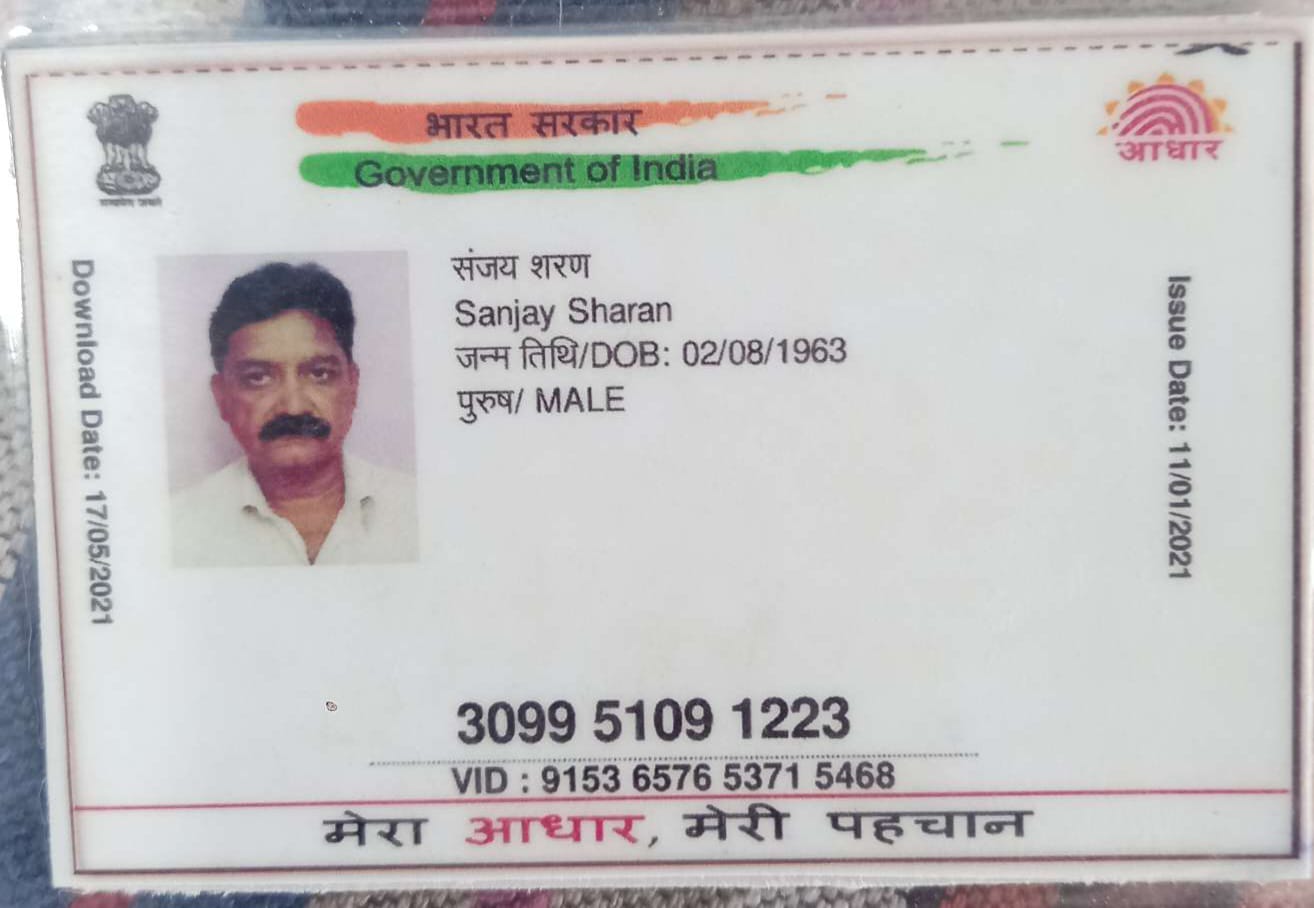 भारत सरकार
Government of India
आधार
Download Date: 17/05/2021
संजय शरण
Sanjay Sharan
जन्म तिथि/DOB: 02/08/1963
पुरुष/ MALE
Issue Date: 11/01/2021
3099 5109 1223
VID : 9153 6576 5371 5468
मेरा आधार, मेरी पहचान